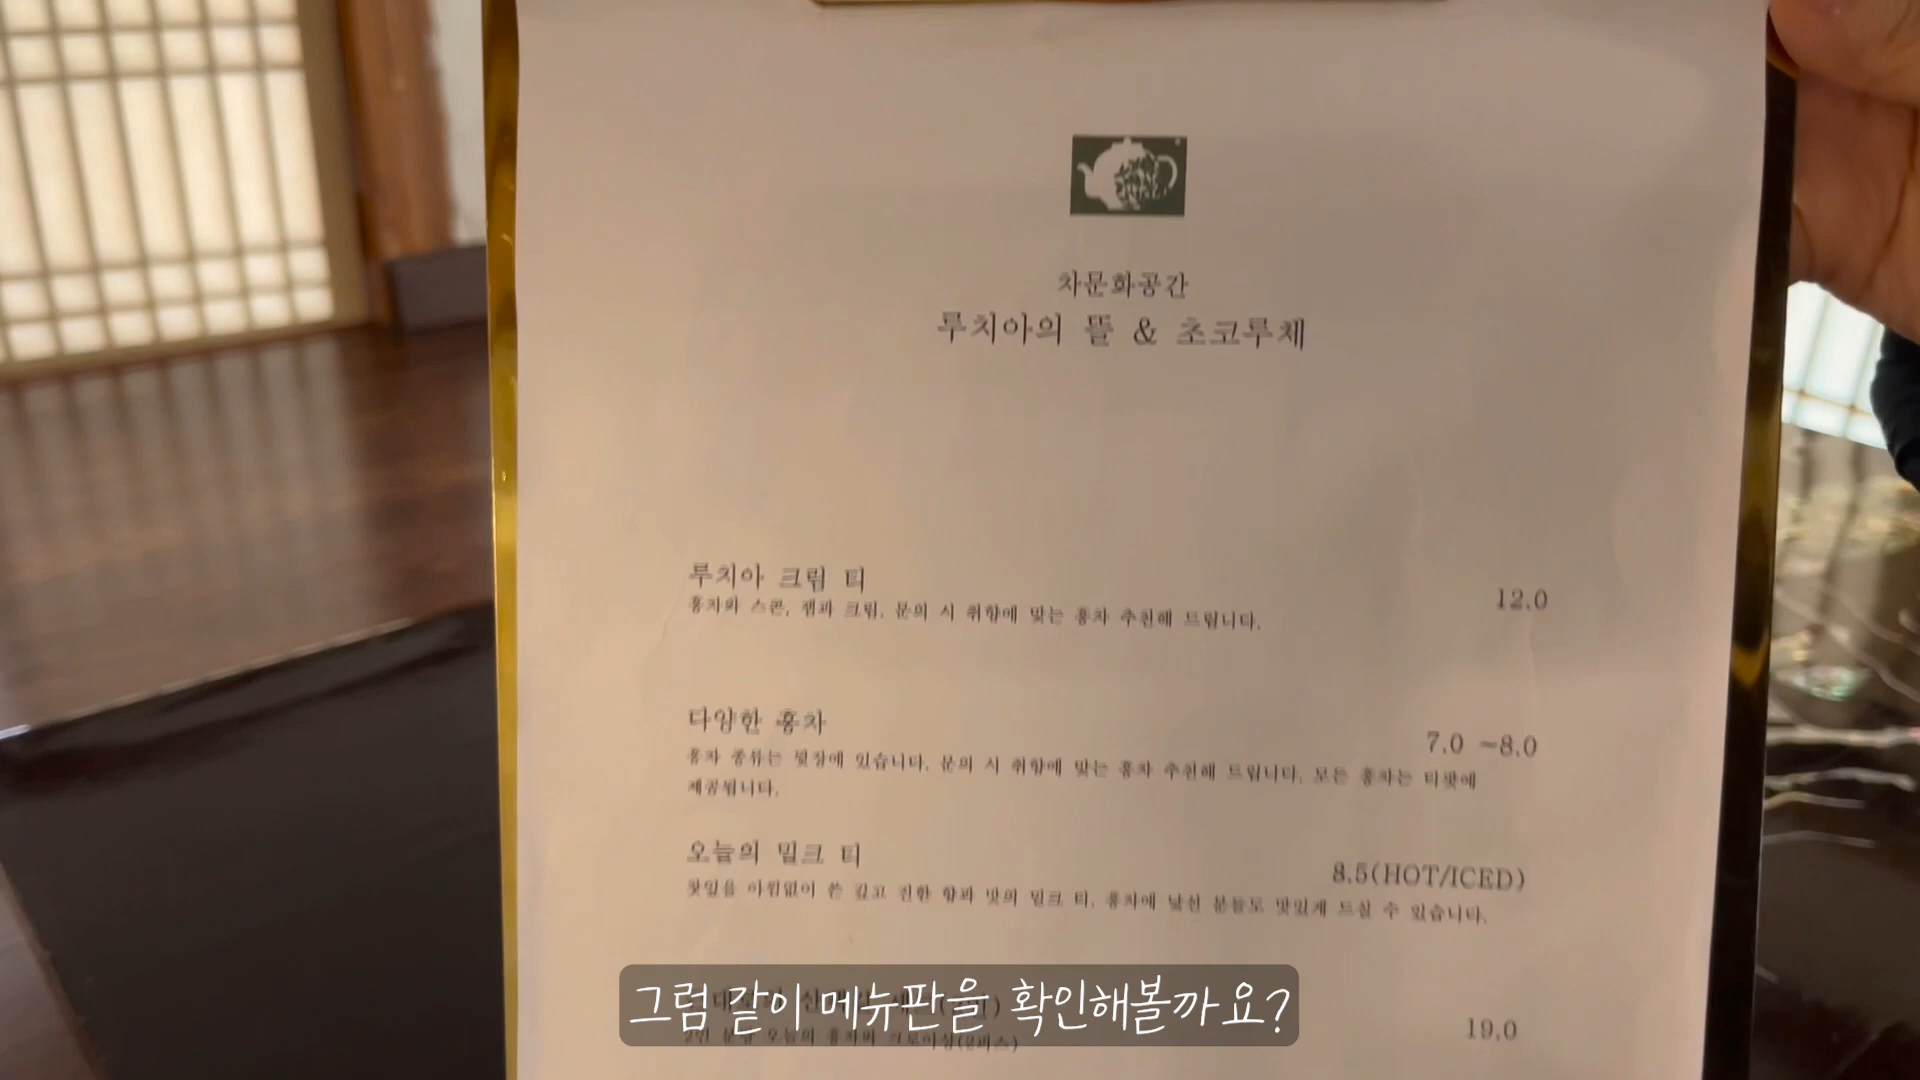 차문화공간
루치아의 뜰 & 초코루체
루치아 크림 티
12.0
홍차와 스콘, 잼과 크림, 문의 시 취향에 맞는 홍차 추천해 드립니다.
다양한 홍차
7.0 ~8.0
홍차 종류는 뒷장에 있습니다. 문의 시 취향에 맞는 홍차 추천해 드립니다. 모든 홍차는 티팟에
제공됩니다.
오늘의 밀크 티
8.5(HOT/ICED)
찻잎을 아낌없이 쓴 깊고 진한 향과 맛의 밀크 티, 홍차에 낯선 분들도 맛있게 드실 수 있습니다.
그럼 같이 메뉴판을 확인해볼까요?
19.0